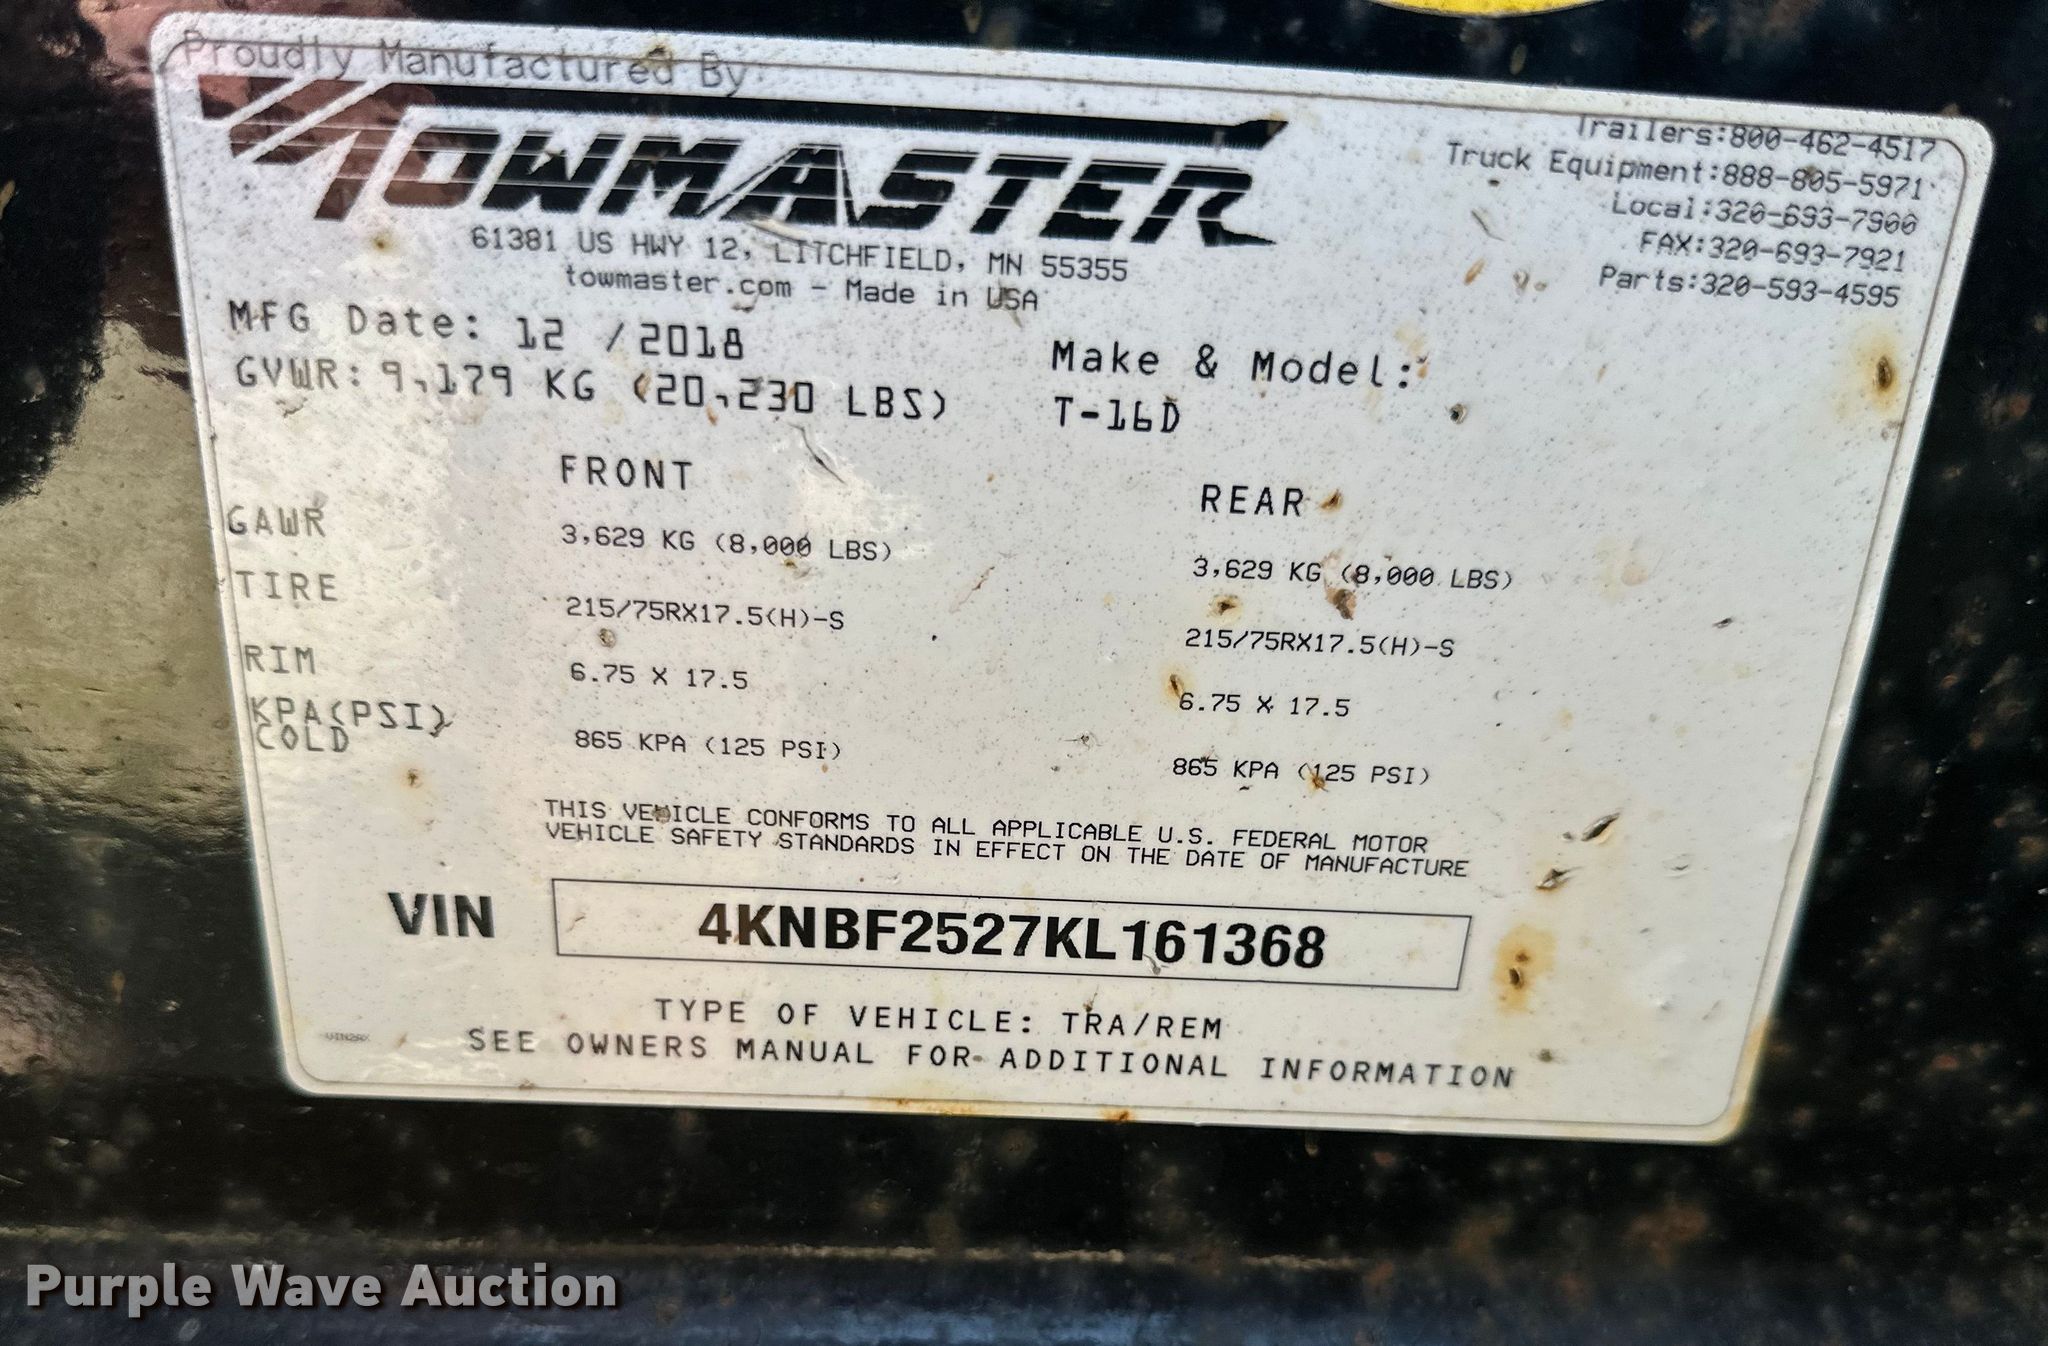 Proudly Manufactured By
TOWMASTER
61381 US HWY 12, LITCHFIELD, MN 55355
towmaster.com - Made in USA
Trailers:800-462-4517
Truck Equipment:888-805-5971
Local:320-693-7900
FAX:320-693-7921
Parts:320-593-4595
MFG Date: 12 /2018
GVWR: 9,179 KG (20,230 LBS)
Make & Model:
T-16D
FRONT REAR
GAWR 3,629 KG (8,000 LBS) 3,629 KG (8,000 LBS)
TIRE 215/75RX17.5(H)-S 215/75RX17.5(H)-S
RIM 6.75 X 17.5 6.75 X 17.5
KPA(PSI)
COLD 865 KPA (125 PSI) 865 KPA (125 PSI)
THIS VEHICLE CONFORMS TO ALL APPLICABLE U.S. FEDERAL MOTOR
VEHICLE SAFETY STANDARDS IN EFFECT ON THE DATE OF MANUFACTURE
VIN 4KNBF2527KL161368
TYPE OF VEHICLE: TRA/REM
SEE OWNERS MANUAL FOR ADDITIONAL INFORMATION
Purple Wave Auction